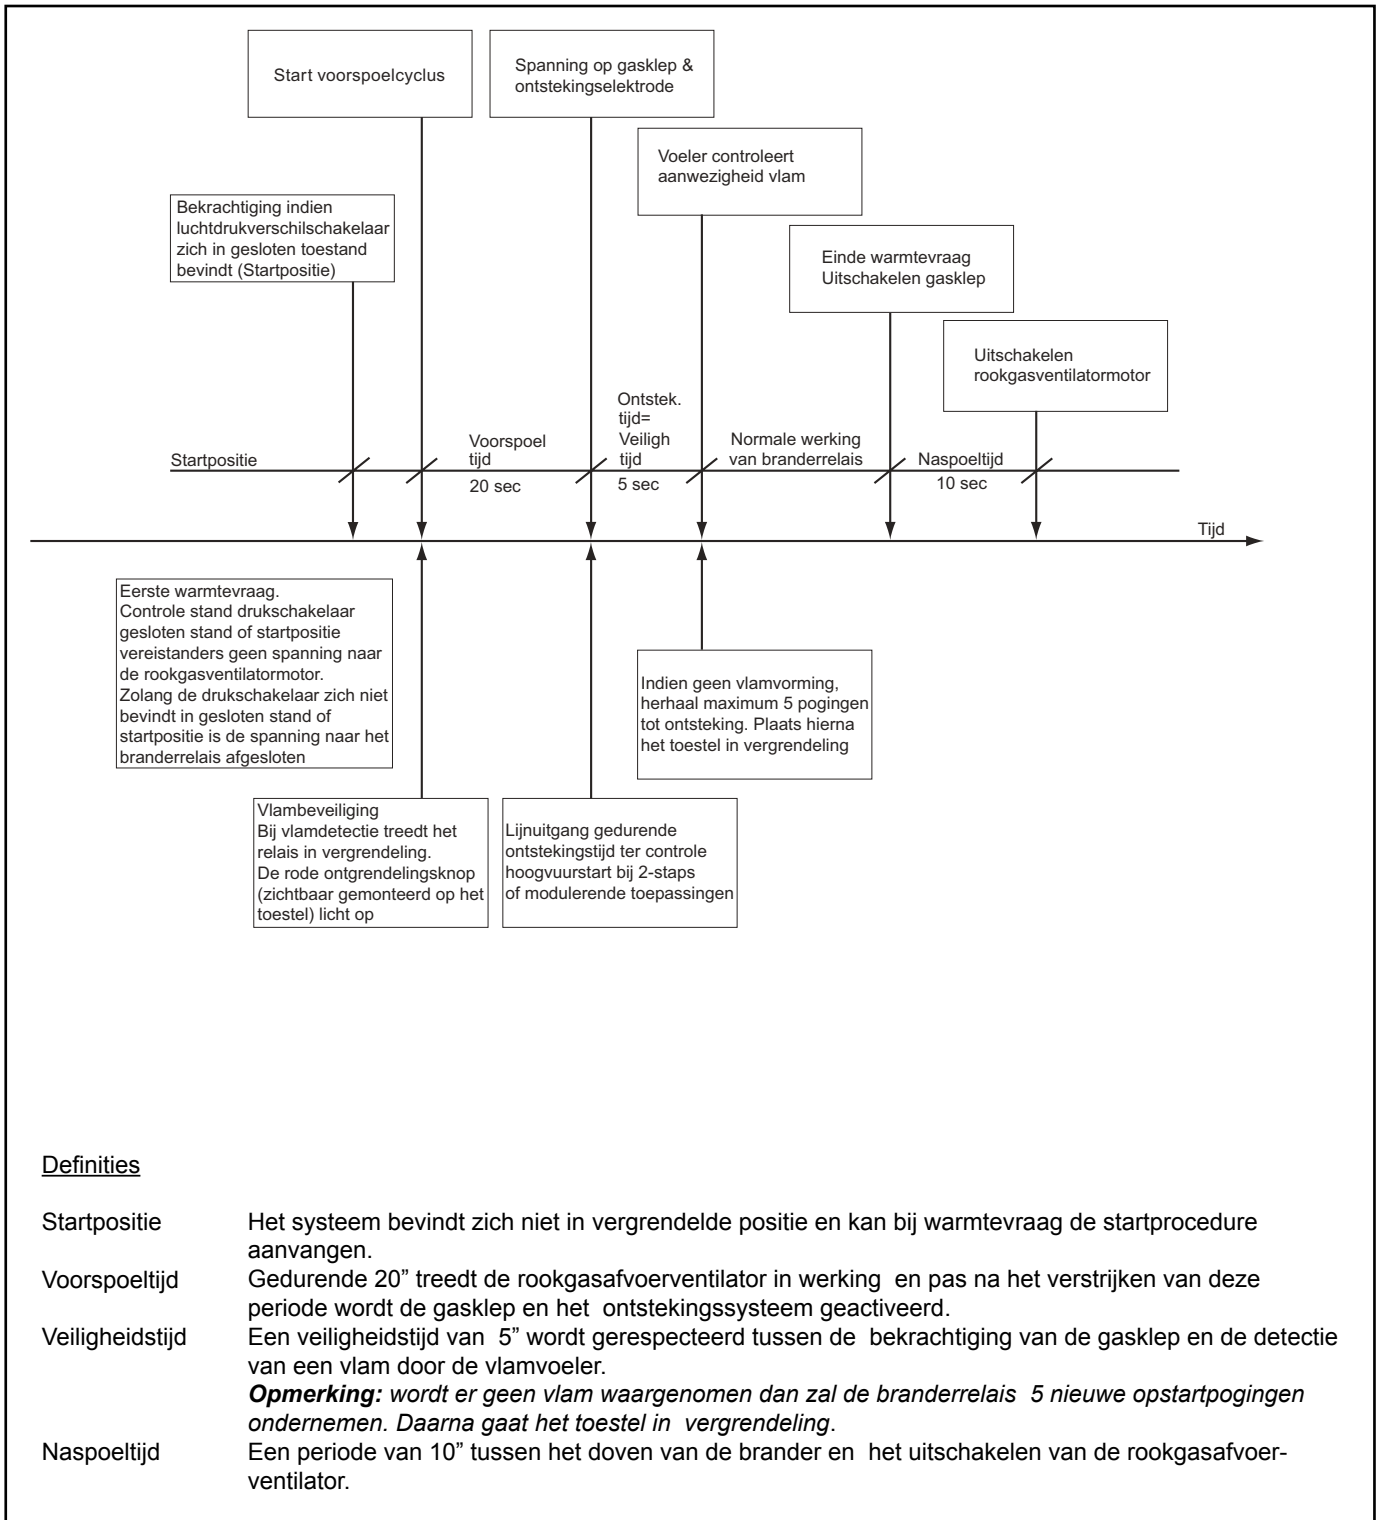 Start voorspoelcyclus
Spanning op gasklep &
ontstekingselektrode
Voeler controleert
aanwezigheid vlam
Bekrachtiging indien
luchtdrukverschilschakelaar
zich in gesloten toestand
bevindt (Startpositie)
Einde warmtevraag
Uitschakelen gasklep
Uitschakelen
rookgasventilatormotor
Startpositie
Voorspoel
tijd
20 sec
Ontstek.
tijd=
Veiligh
tijd
5 sec
Normale werking
van branderrelais
Naspoeltijd
10 sec
Tijd
Eerste warmtevraag.
Controle stand drukschakelaar
gesloten stand of startpositie
vereistanders geen spanning naar
de rookgasventilatormotor.
Zolang de drukschakelaar zich niet
bevindt in gesloten stand of
startpositie is de spanning naar het
branderrelais afgesloten
Indien geen vlamvorming,
herhaal maximum 5 pogingen
tot ontsteking. Plaats hierna
het toestel in vergrendeling
Vlambeveiliging
Bij vlamdetectie treedt het
relais in vergrendeling.
De rode ontgrendelingsknop
(zichtbaar gemonteerd op het
toestel) licht op
Lijnuitgang gedurende
ontstekingstijd ter controle
hoogvuurstart bij 2-staps
of modulerende toepassingen
Definities
Startpositie Het systeem bevindt zich niet in vergrendelde positie en kan bij warmtevraag de startprocedure
aanvangen.
Voorspoeltijd Gedurende 20” treedt de rookgasafvoerventilator in werking en pas na het verstrijken van deze
periode wordt de gasklep en het ontstekingssysteem geactiveerd.
Veiligheidstijd Een veiligheidstijd van 5” wordt gerespecteerd tussen de bekrachtiging van de gasklep en de detectie
van een vlam door de vlamvoeler.
Opmerking: wordt er geen vlam waargenomen dan zal de branderrelais 5 nieuwe opstartpogingen
ondernemen. Daarna gaat het toestel in vergrendeling.
Naspoeltijd Een periode van 10” tussen het doven van de brander en het uitschakelen van de rookgasafvoer-
ventilator.